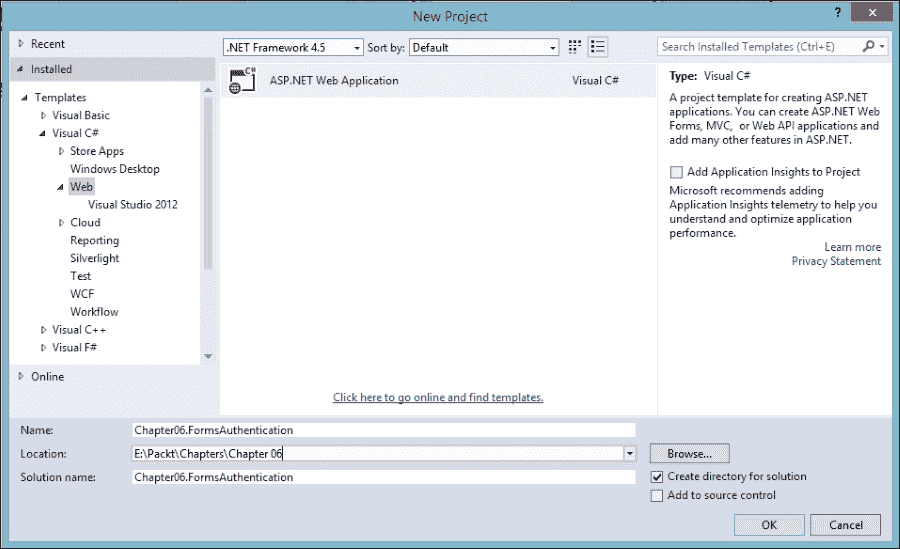 New Project
?
x
Recent
.NET Framework 4.5
Sort by:
Default
Search Installed Templates (Ctrl+E)
Installed
Templates
Visual Basic
Visual C#
Store Apps
Windows Desktop
Web
Visual Studio 2012
Cloud
Reporting
Silverlight
Test
WCF
Workflow
Visual C++
Visual F#
Online
C#
ASP.NET Web Application
Visual C#
Click here to go online and find templates.
Type: Visual C#
A project template for creating ASP.NET
applications. You can create ASP.NET Web
Forms, MVC, or Web API applications and
add many other features in ASP.NET.
Add Application Insights to Project
Microsoft recommends adding
Application Insights telemetry to help you
understand and optimize application
performance.
Learn more
Privacy Statement
Name:
Chapter06.FormsAuthentication
Location:
E:\Packt\Chapters\Chapter 06
Browse...
Solution name:
Chapter06.FormsAuthentication
Create directory for solution
Add to source control
OK
Cancel